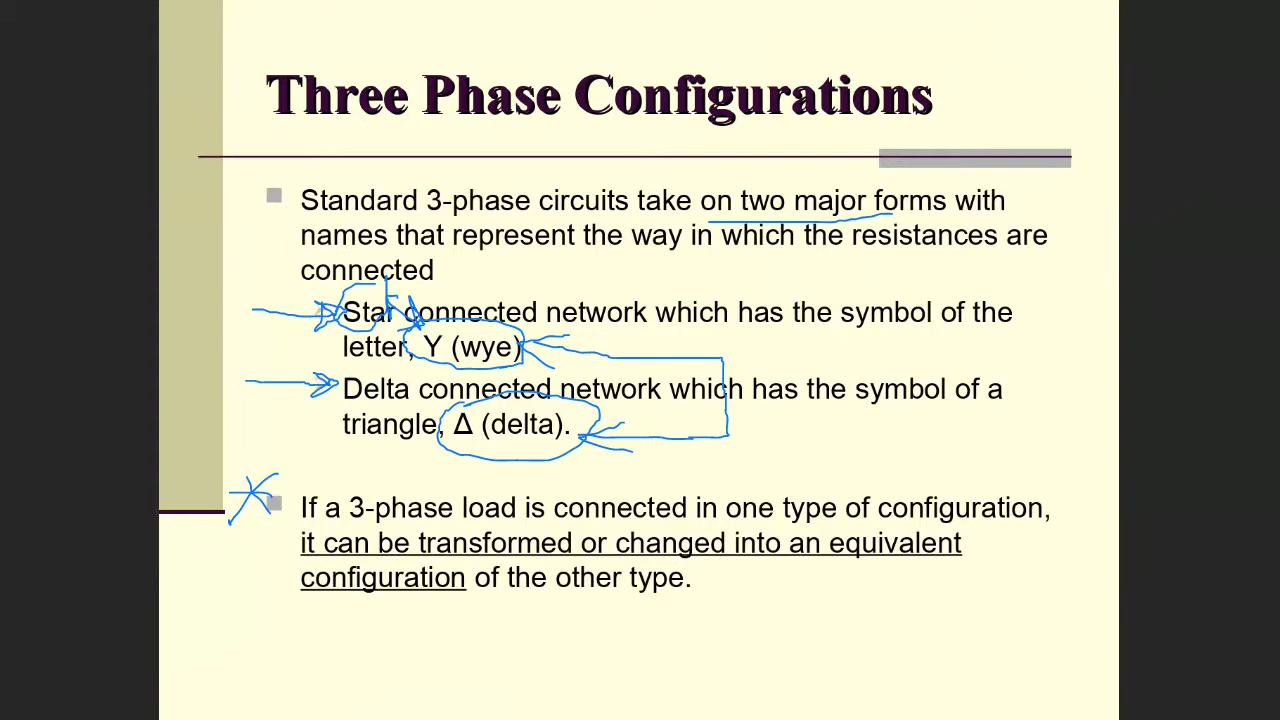 Three Phase Configurations
Standard 3-phase circuits take on two major forms with
names that represent the way in which the resistances are
connected
Star connected network which has the symbol of the
letter, Y (wye)
Delta connected network which has the symbol of a
triangle, Δ (delta).
If a 3-phase load is connected in one type of configuration,
it can be transformed or changed into an equivalent
configuration of the other type.